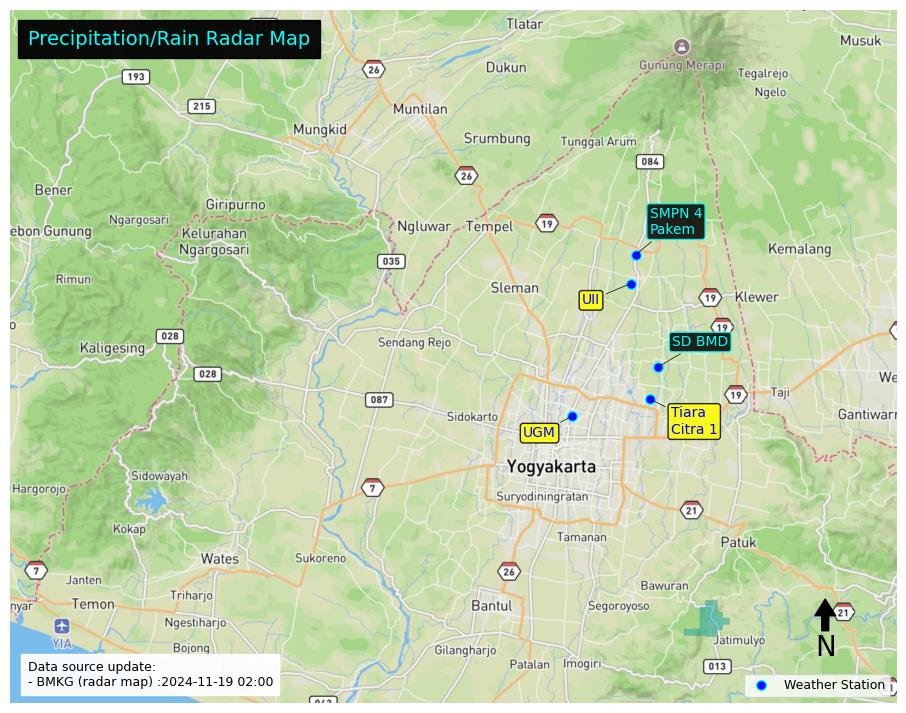 Precipitation/Rain Radar Map
Tlatar
Musuk
26
Gunung Merapi
193
Dukun
Tegalrejo
Ngelo
215
Muntilan
Mungkid
Srumbung
Tunggal Arum
084
26
Bener
Giripurno
SMPN 4
Pakem
Ngargosari
Ngluwar
Tempel
19
ebon Gunung
Kelurahan
Ngargosari
Kemalang
035
Rimun
Sleman
UII
19
Klewer
19
028
Sendang Rejo
SD BMD
Kaligesing
028
We
087
19
Taji
Sidokarto
Tiara
Citra 1
Gantiwarn
UGM
Yogyakarta
Sidowayah
Hargorojo
7
Suryodiningratan
21
Kokap
Tamanan
Patuk
Wates
Sukoreno
7
26
Janten
Bawuran
Triharjo
nyar
Temon
Bantul
Segoroyoso
21
Ngestiharjo
YIA
Jatimulyo
N
Bojong
Gilangharjo
Patalan
Imogiri
013
Data source update:
- BMKG (radar map) :2024-11-19 02:00
Weather Station